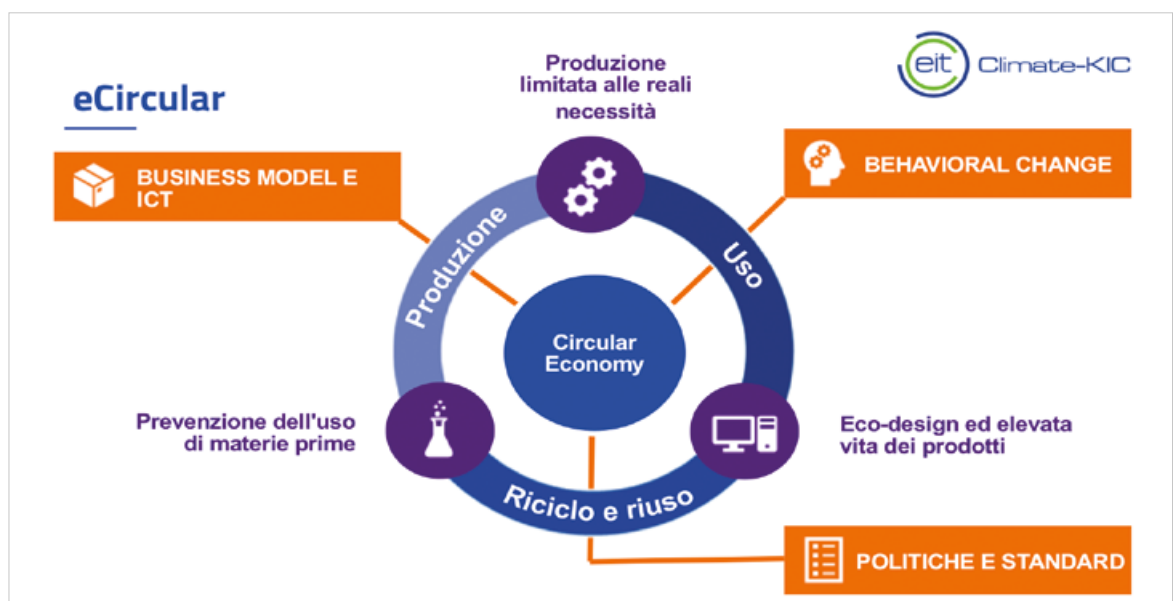 eCircular
eit Climate-KIC
Produzione
limitata alle reali
necessità
BUSINESS MODEL E
ICT
BEHAVIORAL CHANGE
Produzione
Uso
Circular
Economy
Prevenzione dell'uso
di materie prime
Eco-design ed elevata
vita dei prodotti
Riciclo e riuso
POLITICHE E STANDARD